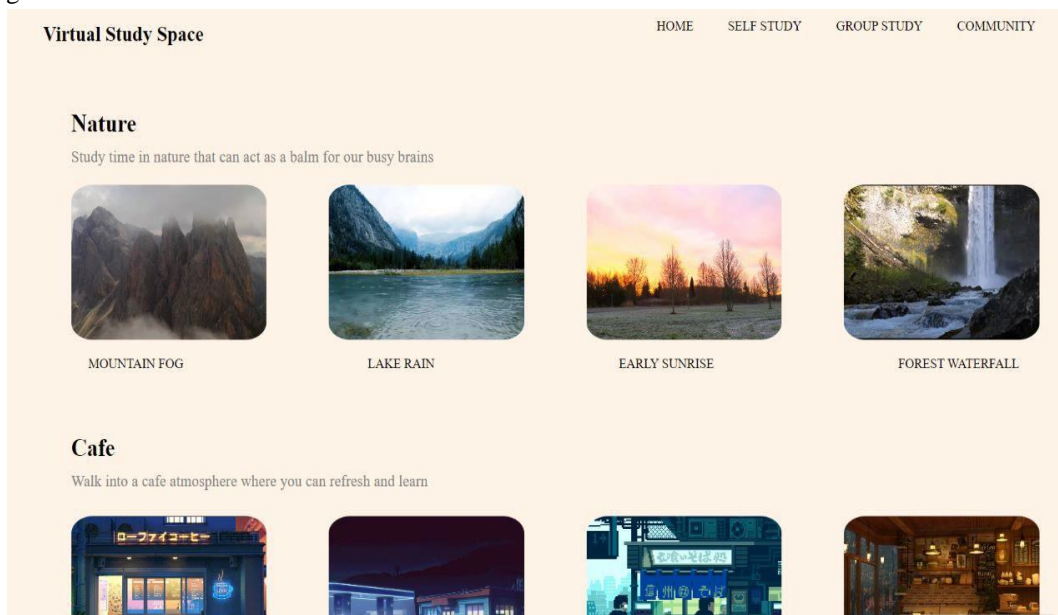 Virtual Study Space
HOME SELF STUDY GROUP STUDY COMMUNITY
Nature
Study time in nature that can act as a balm for our busy brains
MOUNTAIN FOG LAKE RAIN EARLY SUNRISE FOREST WATERFALL
Cafe
Walk into a cafe atmosphere where you can refresh and learn
ローファイコーヒー